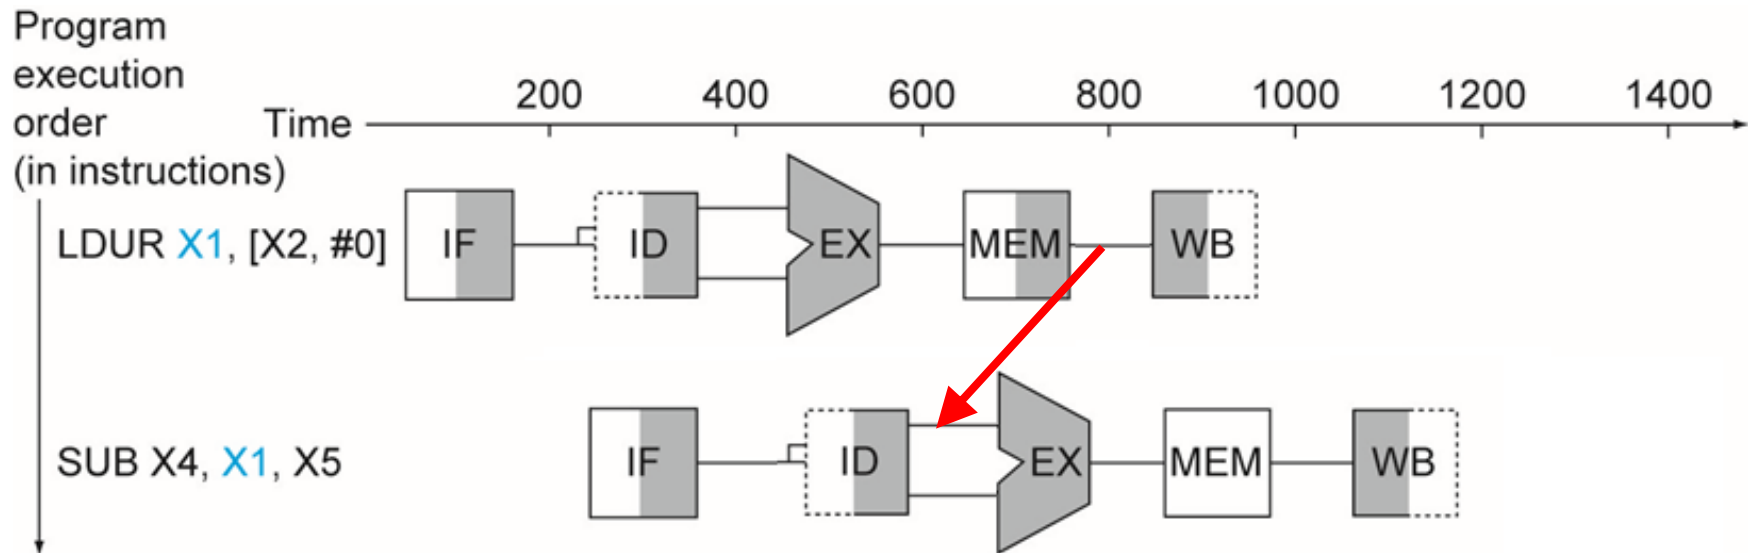 Program
execution
order
(in instructions)
Time
200 400 600 800 1000 1200 1400
LDUR X1, [X2, #0] IF ID EX MEM WB
SUB X4, X1, X5 IF ID EX MEM WB